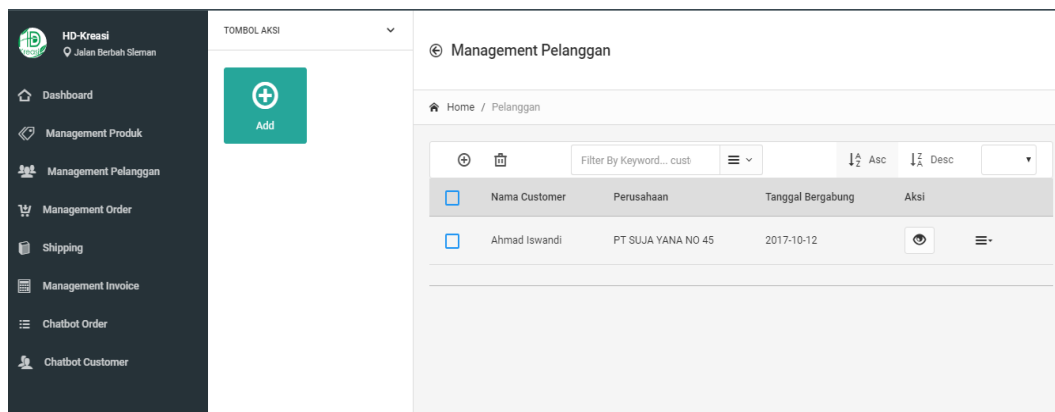 HD-Kreasi
Jalan Berbah Sleman
Dashboard
Management Produk
Management Pelanggan
Management Order
Shipping
Management Invoice
Chatbot Order
Chatbot Customer
TOMBOL AKSI
Add
Management Pelanggan
Home / Pelanggan
Filter By Keyword... cust
Asc
Desc
Nama Customer Perusahaan Tanggal Bergabung Aksi
Ahmad Iswandi PT SUJA YANA NO 45 2017-10-12